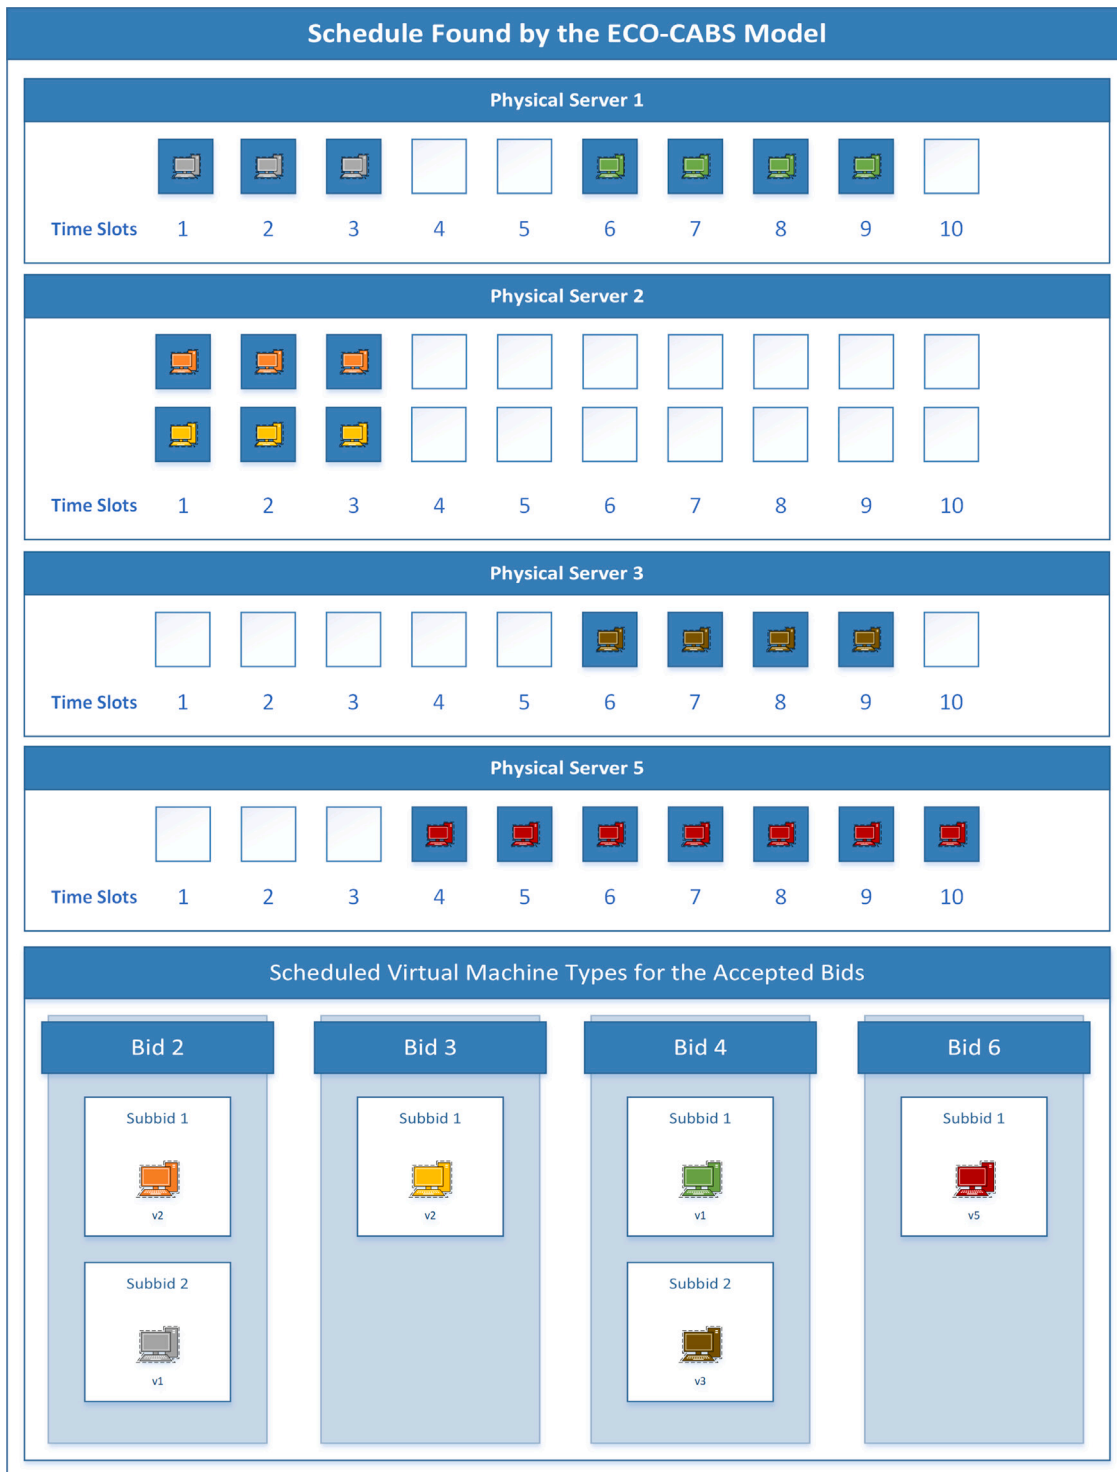 Schedule Found by the ECO-CABS Model
Physical Server 1
Time Slots 1 2 3 4 5 6 7 8 9 10
Physical Server 2
Time Slots 1 2 3 4 5 6 7 8 9 10
Physical Server 3
Time Slots 1 2 3 4 5 6 7 8 9 10
Physical Server 5
Time Slots 1 2 3 4 5 6 7 8 9 10
Scheduled Virtual Machine Types for the Accepted Bids
Bid 2 Bid 3 Bid 4 Bid 6
Subbid 1 Subbid 1 Subbid 1 Subbid 1
v2 v2 v1 v5
Subbid 2 Subbid 2
v1 v3